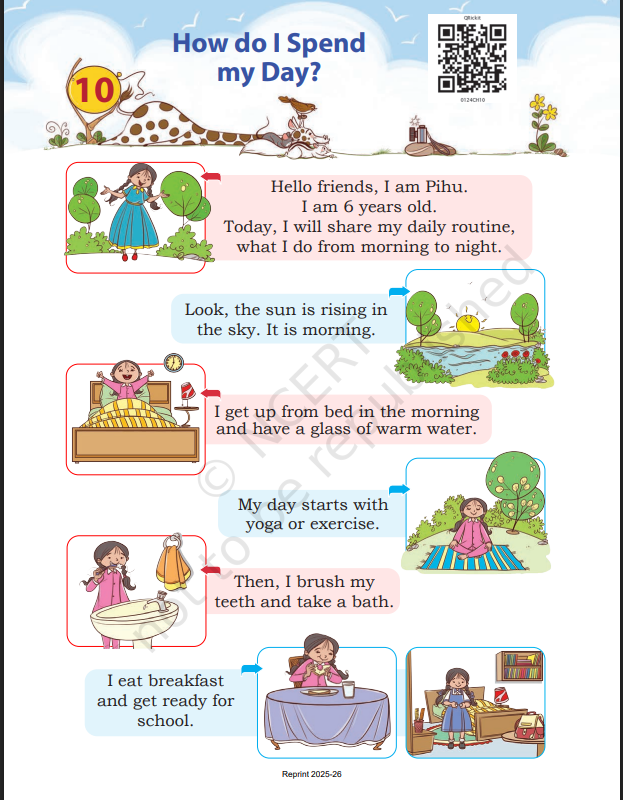 QRickit
How do I Spend
my Day?
10
0124CH10
Hello friends, I am Pihu.
I am 6 years old.
Today, I will share my daily routine,
what I do from morning to night.
Look, the sun is rising in
the sky. It is morning.
I get up from bed in the morning
and have a glass of warm water.
My day starts with
yoga or exercise.
Then, I brush my
teeth and take a bath.
I eat breakfast
and get ready for
school.
© NCERT
not to be republished
Reprint 2025-26